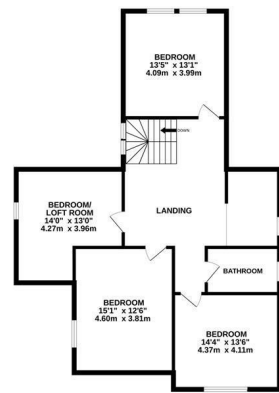 BEDROOM
13'5" x 13'1"
4.09m x 3.99m
DOWN
BEDROOM/
LOFT ROOM
14'0" x 13'0"
4.27m x 3.96m
LANDING
BATHROOM
BEDROOM
15'1" x 12'6"
4.60m x 3.81m
BEDROOM
14'4" x 13'6"
4.37m x 4.11m